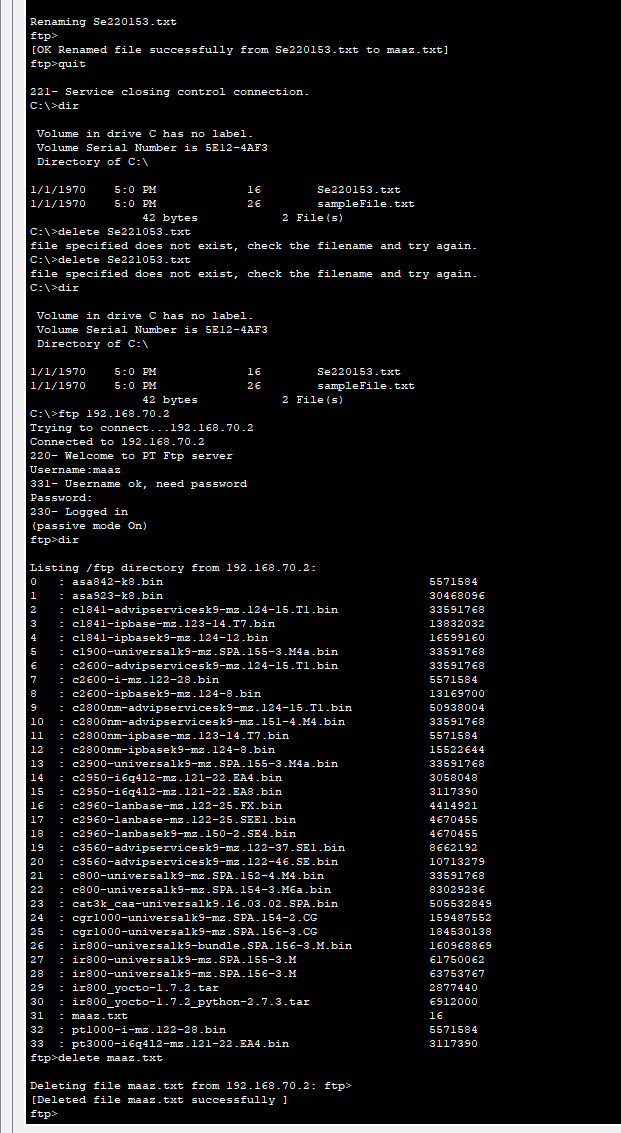 Renaming Se220153.txt
ftp>
[OK Renamed file successfully from Se220153.txt to maaz.txt]
ftp>quit
221- Service closing control connection.
C:\>dir
Volume in drive C has no label.
Volume Serial Number is 5E12-4AF3
Directory of C:\
1/1/1970 5:0 PM 16 Se220153.txt
1/1/1970 5:0 PM 26 sampleFile.txt
42 bytes 2 File(s)
C:\>delete Se221053.txt
file specified does not exist, check the filename and try again.
C:\>delete Se221053.txt
file specified does not exist, check the filename and try again.
C:\>dir
Volume in drive C has no label.
Volume Serial Number is 5E12-4AF3
Directory of C:\
1/1/1970 5:0 PM 16 Se220153.txt
1/1/1970 5:0 PM 26 sampleFile.txt
42 bytes 2 File(s)
C:\>ftp 192.168.70.2
Trying to connect...192.168.70.2
Connected to 192.168.70.2
220- Welcome to PT Ftp server
Username:maaz
331- Username ok, need password
Password:
230- Logged in
(passive mode On)
ftp>dir
Listing /ftp directory from 192.168.70.2:
0 : asa842-k8.bin 5571584
1 : asa923-k8.bin 30468096
2 : c1841-advipservicesk9-mz.124-15.T1.bin 33591768
3 : c1841-ipbase-mz.123-14.T7.bin 13832032
4 : c1841-ipbasek9-mz.124-12.bin 16599160
5 : c1900-universalk9-mz.SPA.155-3.M4a.bin 33591768
6 : c2600-advipservicesk9-mz.124-15.T1.bin 33591768
7 : c2600-i-mz.122-28.bin 5571584
8 : c2600-ipbasek9-mz.124-8.bin 13169700
9 : c2800nm-advipservicesk9-mz.124-15.T1.bin 50938004
10 : c2800nm-advipservicesk9-mz.151-4.M4.bin 33591768
11 : c2800nm-ipbase-mz.123-14.T7.bin 5571584
12 : c2800nm-ipbasek9-mz.124-8.bin 15522644
13 : c2900-universalk9-mz.SPA.155-3.M4a.bin 33591768
14 : c2950-i6q4l2-mz.121-22.EA4.bin 3058048
15 : c2950-i6q4l2-mz.121-22.EA8.bin 3117390
16 : c2960-lanbase-mz.122-25.FX.bin 4414921
17 : c2960-lanbase-mz.122-25.SEE1.bin 4670455
18 : c2960-lanbasek9-mz.150-2.SE4.bin 4670455
19 : c3560-advipservicesk9-mz.122-37.SE1.bin 8662192
20 : c3560-advipservicesk9-mz.122-46.SE.bin 10713279
21 : c800-universalk9-mz.SPA.152-4.M4.bin 33591768
22 : c800-universalk9-mz.SPA.154-3.M6a.bin 83029236
23 : cat3k_caa-universalk9.16.03.02.SPA.bin 505532849
24 : cgr1000-universalk9-mz.SPA.154-2.CG 159487552
25 : cgr1000-universalk9-mz.SPA.156-3.CG 184530138
26 : ir800-universalk9-bundle.SPA.156-3.M.bin 160968869
27 : ir800-universalk9-mz.SPA.155-3.M 61750062
28 : ir800-universalk9-mz.SPA.156-3.M 63753767
29 : ir800_yocto-1.7.2.tar 2877440
30 : ir800_yocto-1.7.2_python-2.7.3.tar 6912000
31 : maaz.txt 16
32 : pt1000-i-mz.122-28.bin 5571584
33 : pt3000-i6q4l2-mz.121-22.EA4.bin 3117390
ftp>delete maaz.txt
Deleting file maaz.txt from 192.168.70.2: ftp>
[Deleted file maaz.txt successfully ]
ftp>